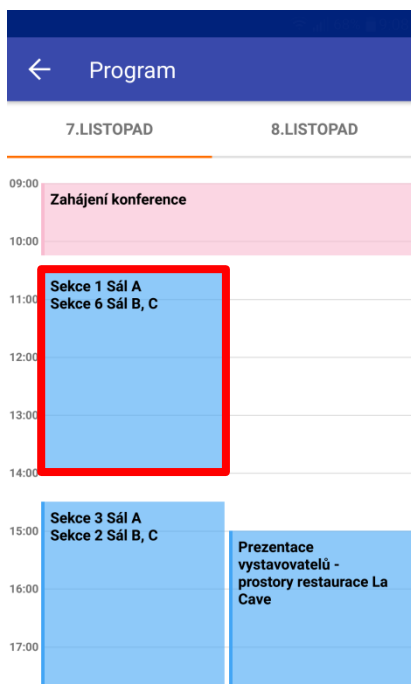 Program
7.LISTOPAD
8.LISTOPAD
09:00
Zahájení konference
10:00
Sekce 1 Sál A
11:00
Sekce 6 Sál B, C
12:00
13:00
14:00
Sekce 3 Sál A
15:00
Sekce 2 Sál B, C
Prezentace
vystavovatelů -
prostory restaurace La
Cave
16:00
17:00